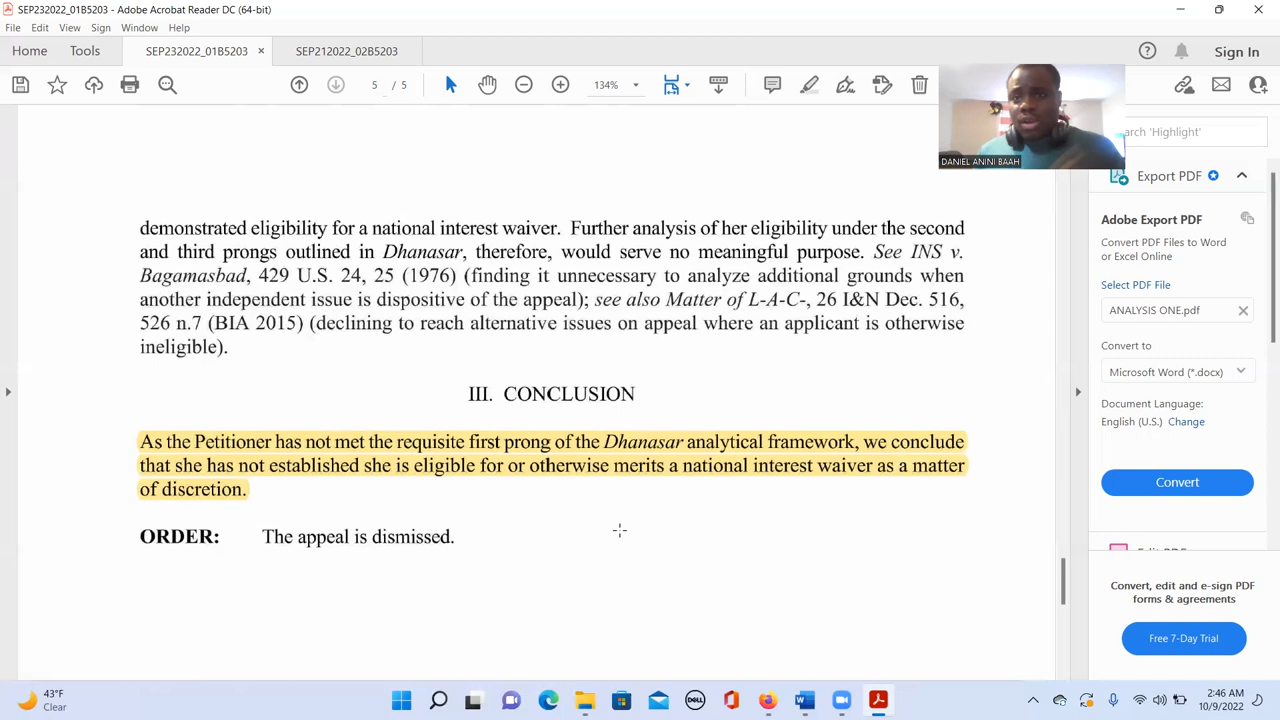 SEP232022_01B5203 - Adobe Acrobat Reader DC (64-bit)
File Edit View Sign Window Help
Home Tools SEP232022_01B5203 × SEP212022_02B5203 Sign In
5 / 5 134%
DANIEL ANINI BAAH
rch 'Highlight'
demonstrated eligibility for a national interest waiver. Further analysis of her eligibility under the second
and third prongs outlined in Dhanasar, therefore, would serve no meaningful purpose. See INS v.
Bagamasbad, 429 U.S. 24, 25 (1976) (finding it unnecessary to analyze additional grounds when
another independent issue is dispositive of the appeal); see also Matter of L-A-C-, 26 I&N Dec. 516,
526 n.7 (BIA 2015) (declining to reach alternative issues on appeal where an applicant is otherwise
ineligible).
III. CONCLUSION
As the Petitioner has not met the requisite first prong of the Dhanasar analytical framework, we conclude
that she has not established she is eligible for or otherwise merits a national interest waiver as a matter
of discretion.
ORDER: The appeal is dismissed.
Export PDF
Adobe Export PDF
Convert PDF Files to Word
or Excel Online
Select PDF File
ANALYSIS ONE.pdf
Convert to
Microsoft Word (*.docx)
Document Language:
English (U.S.) Change
Convert
Convert, edit and e-sign PDF
forms & agreements
Free 7-Day Trial
43°F
Clear
DELL
2:46 AM
10/9/2022